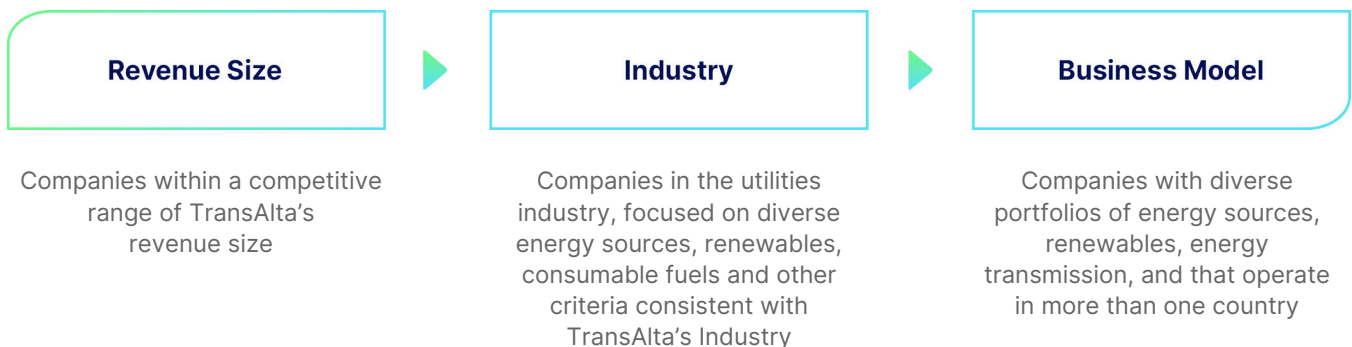 Revenue Size
Industry
Business Model
Companies within a competitive
range of TransAlta’s
revenue size
Companies in the utilities
industry, focused on diverse
energy sources, renewables,
consumable fuels and other
criteria consistent with
TransAlta’s Industry
Companies with diverse
portfolios of energy sources,
renewables, energy
transmission, and that operate
in more than one country